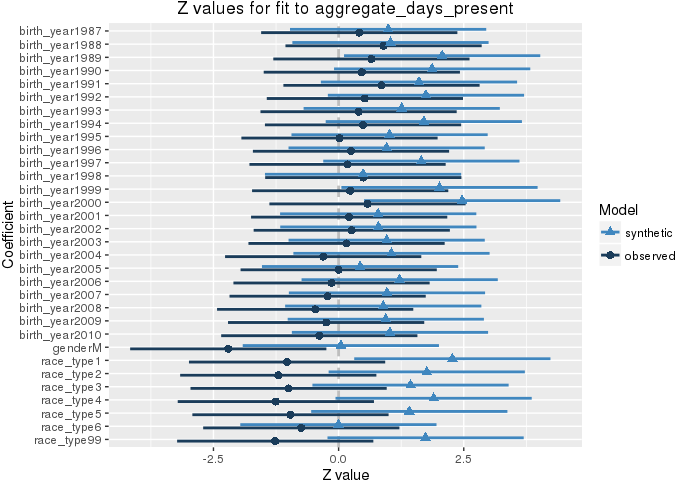 Z values for fit to aggregate_days_present
birth_year1987
birth_year1988
birth_year1989
birth_year1990
birth_year1991
birth_year1992
birth_year1993
birth_year1994
birth_year1995
birth_year1996
birth_year1997
birth_year1998
birth_year1999
birth_year2000
birth_year2001
birth_year2002
birth_year2003
birth_year2004
birth_year2005
birth_year2006
birth_year2007
birth_year2008
birth_year2009
birth_year2010
genderM
race_type1
race_type2
race_type3
race_type4
race_type5
race_type6
race_type99
Coefficient
-2.5 0.0 2.5
Z value
Model
synthetic
observed